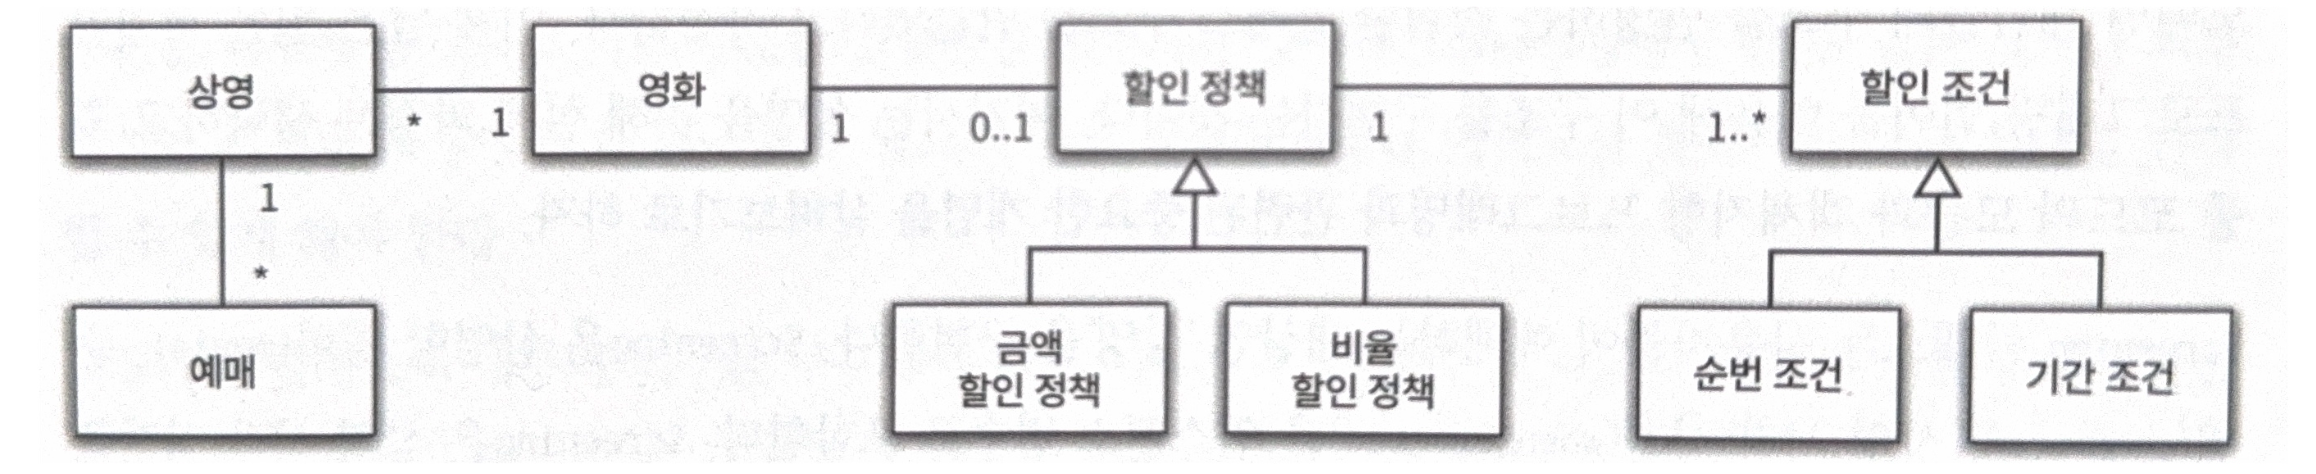 상영
영화
할인 정책
할인 조건
* 1
1 0..1
1 1..*
1
*
예매
금액
할인 정책
비율
할인 정책
순번 조건
기간 조건